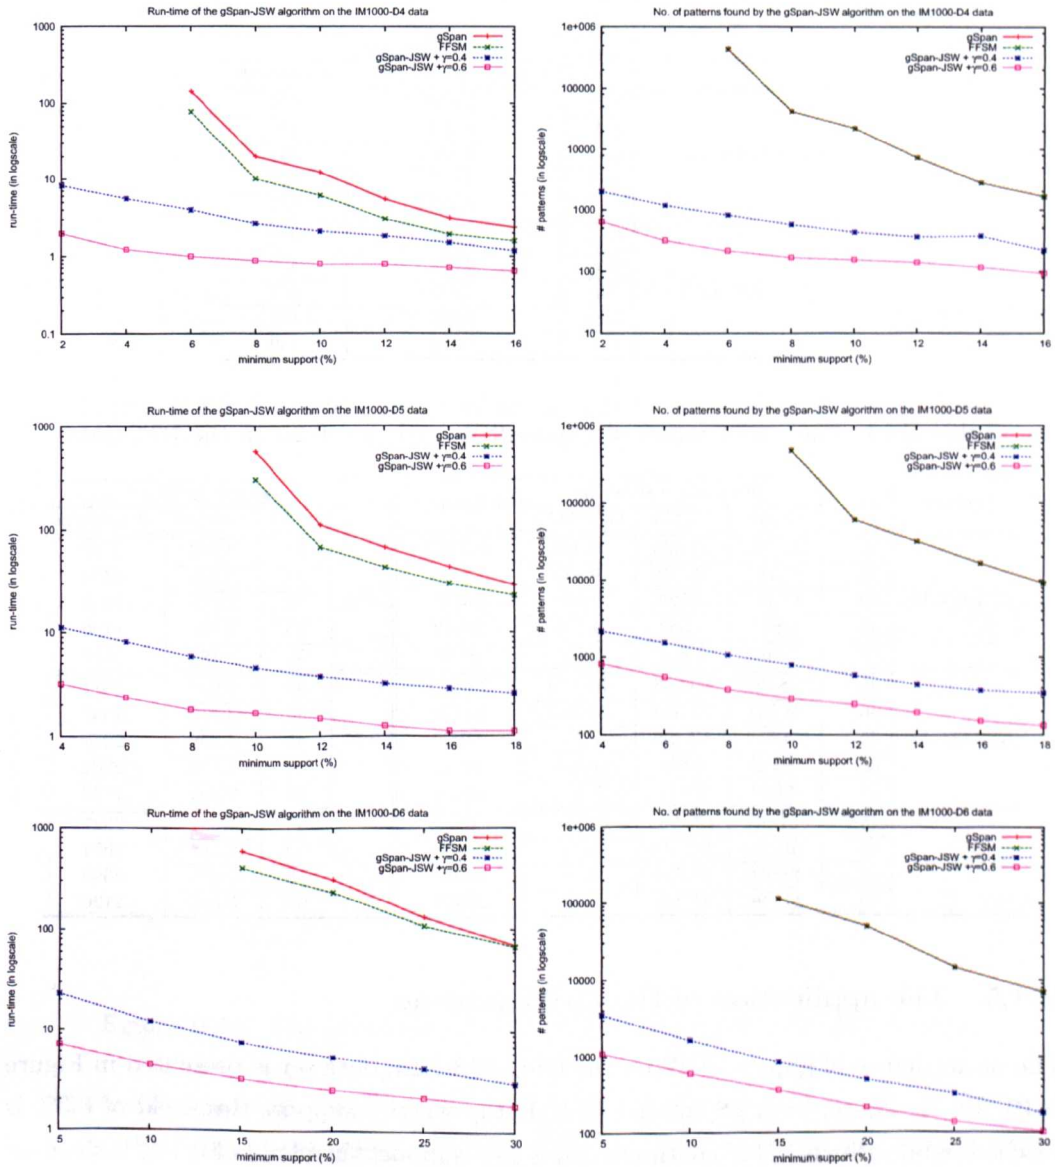 Run-time of the gSpan-JSW algorithm on the IM1000-D4 data
1000
100
10
1
0.1
run-time (in logscale)
gSpan
FFSM
gSpan-JSW + γ=0.4
gSpan-JSW +γ=0.6
2 4 6 8 10 12 14 16
minimum support (%)
No. of patterns found by the gSpan-JSW algorithm on the IM1000-D4 data
1e+006
100000
10000
1000
100
10
# patterns (in logscale)
gSpan
FFSM
gSpan-JSW + γ=0.4
gSpan-JSW +γ=0.6
2 4 6 8 10 12 14 16
minimum support (%)
Run-time of the gSpan-JSW algorithm on the IM1000-D5 data
1000
100
10
1
run-time (in logscale)
gSpan
FFSM
gSpan-JSW + γ=0.4
gSpan-JSW +γ=0.6
4 6 8 10 12 14 16 18
minimum support (%)
No. of patterns found by the gSpan-JSW algorithm on the IM1000-D5 data
1e+006
100000
10000
1000
100
# patterns (in logscale)
gSpan
FFSM
gSpan-JSW + γ=0.4
gSpan-JSW +γ=0.6
4 6 8 10 12 14 16 18
minimum support (%)
Run-time of the gSpan-JSW algorithm on the IM1000-D6 data
1000
100
10
1
run-time (in logscale)
gSpan
FFSM
gSpan-JSW + γ=0.4
gSpan-JSW +γ=0.6
5 10 15 20 25 30
minimum support (%)
No. of patterns found by the gSpan-JSW algorithm on the IM1000-D6 data
1e+006
100000
10000
1000
100
# patterns (in logscale)
gSpan
FFSM
gSpan-JSW + γ=0.4
gSpan-JSW +γ=0.6
5 10 15 20 25 30
minimum support (%)